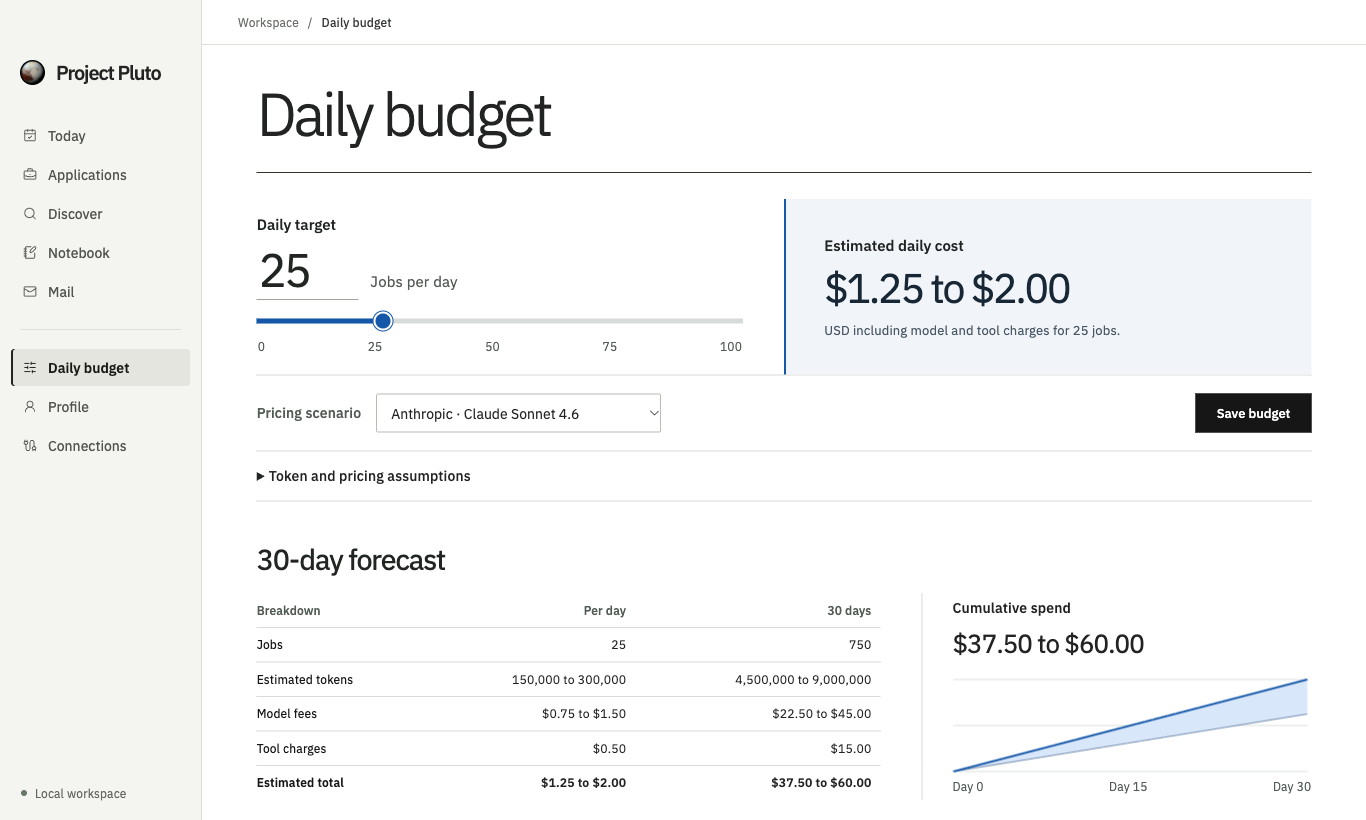 Workspace / Daily budget
Project Pluto
Today
Applications
Discover
Notebook
Mail
Daily budget
Profile
Connections
Local workspace
Daily budget
Daily target
25 Jobs per day
0 25 50 75 100
Estimated daily cost
$1.25 to $2.00
USD including model and tool charges for 25 jobs.
Pricing scenario Anthropic · Claude Sonnet 4.6 Save budget
▶ Token and pricing assumptions
30-day forecast
Breakdown Per day 30 days
Jobs 25 750
Estimated tokens 150,000 to 300,000 4,500,000 to 9,000,000
Model fees $0.75 to $1.50 $22.50 to $45.00
Tool charges $0.50 $15.00
Estimated total $1.25 to $2.00 $37.50 to $60.00
Cumulative spend
$37.50 to $60.00
Day 0 Day 15 Day 30